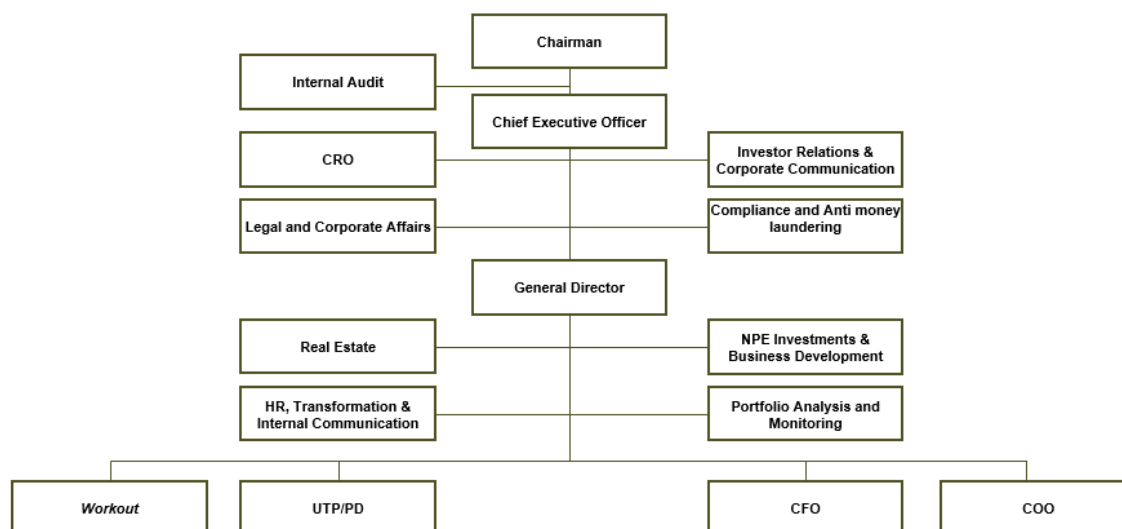 Chairman
Internal Audit
Chief Executive Officer
CRO
Investor Relations &
Corporate Communication
Legal and Corporate Affairs
Compliance and Anti money
laundering
General Director
Real Estate
NPE Investments &
Business Development
HR, Transformation &
Internal Communication
Portfolio Analysis and
Monitoring
Workout
UTP/PD
CFO
COO